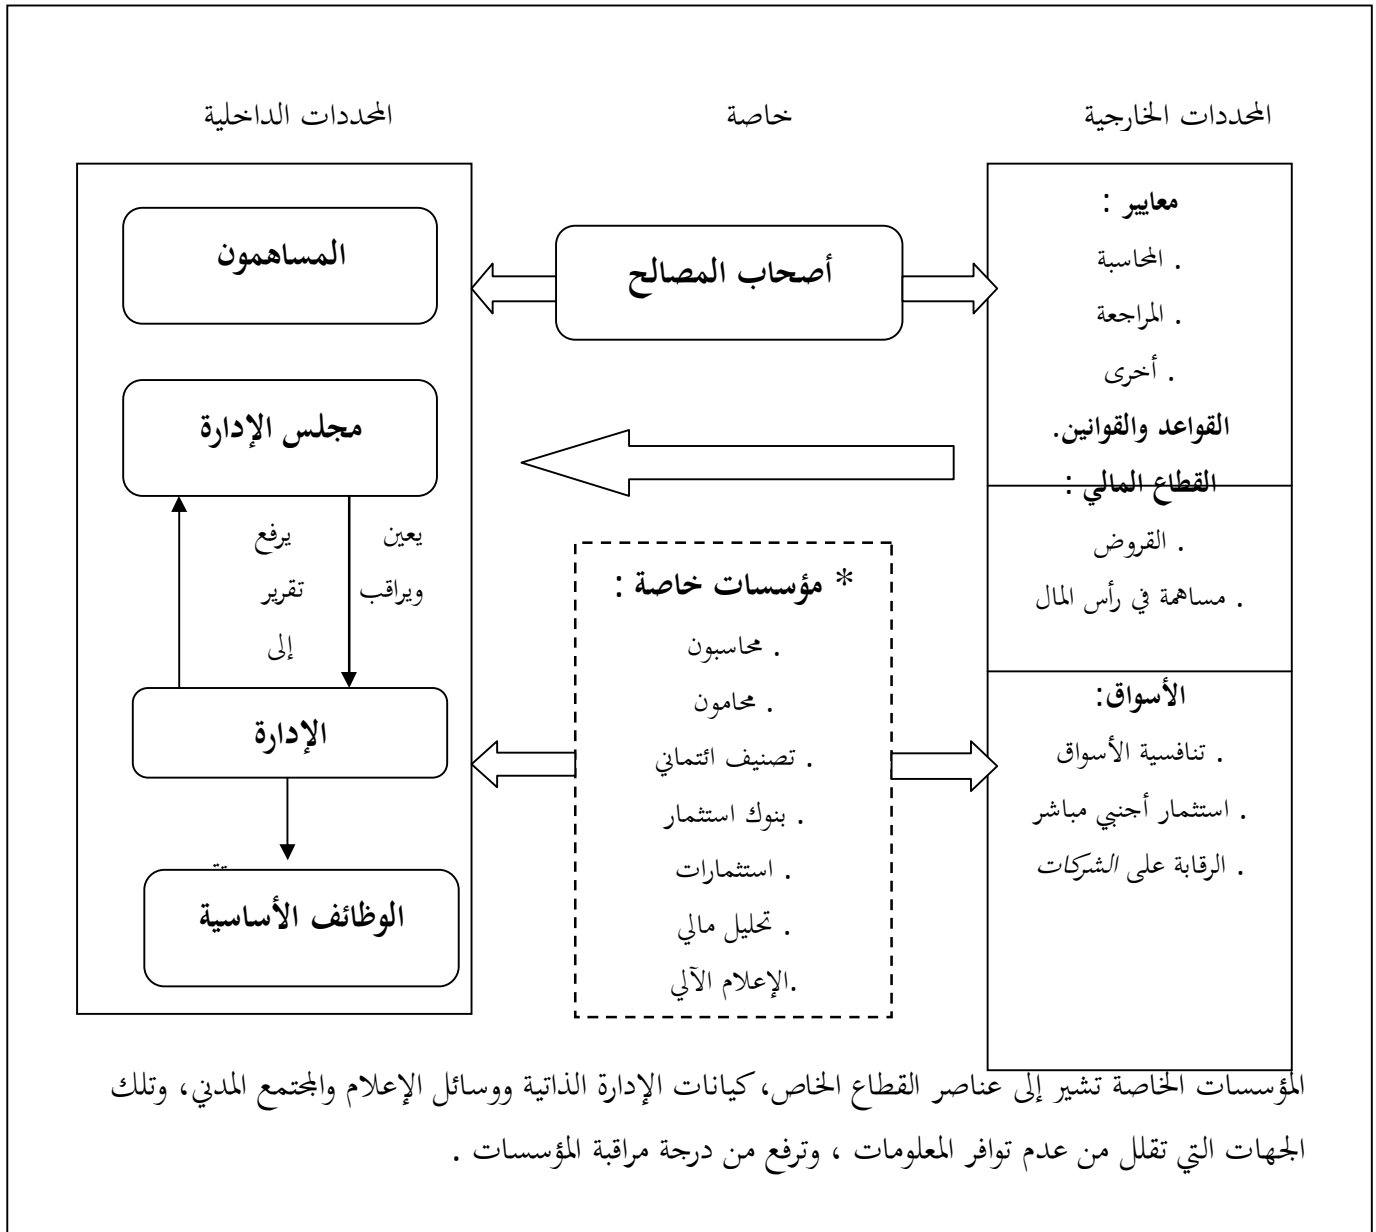 المحددات الخارجية
خاصة
المحددات الداخلية
معايير :
. المحاسبة
. المراجعة
. أخرى
القواعد والقوانين.
القطاع المالي :
. القروض
. مساهمة في رأس المال
الأسواق:
. تنافسية الأسواق
. استثمار أجنبي مباشر
. الرقابة على الشركات
أصحاب المصالح
* مؤسسات خاصة :
. محاسبون
. محامون
. تصنيف ائتماني
. بنوك استثمار
. استثمارات
. تحليل مالي
.الإعلام الآلي
المساهمون
مجلس الإدارة
يعين
ويراقب
يرفع
تقرير
إلى
الإدارة
الوظائف الأساسية
المؤسسات الخاصة تشير إلى عناصر القطاع الخاص، كيانات الإدارة الذاتية ووسائل الإعلام والمجتمع المدني، وتلك
الجهات التي تقلل من عدم توافر المعلومات ، وترفع من درجة مراقبة المؤسسات .